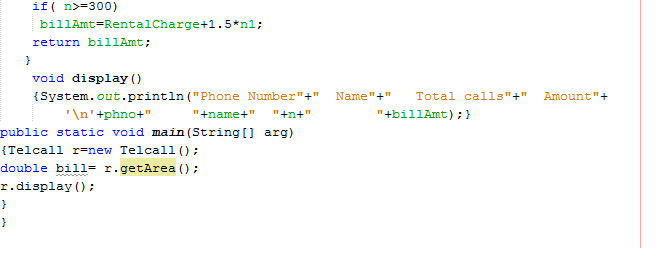 if( n>=300)
billAmt=RentalCharge+1.5*n1;
return billAmt;
}
void display()
{System.out.println("Phone Number"+"  Name"+"   Total calls"+"  Amount"+
'\n'+phno+"     "+name+"  "+n+"        "+billAmt);}
public static void main(String[] arg)
{Telcall r=new Telcall();
double bill= r.getArea();
r.display();
}
}